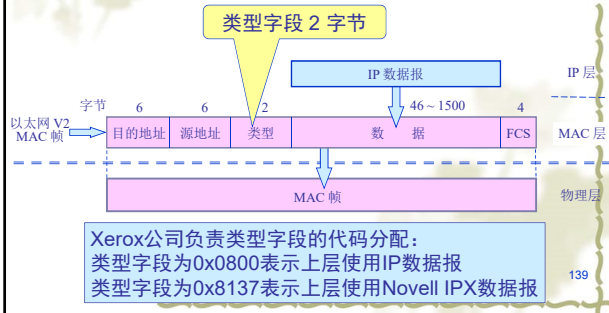 类型字段 2 字节
IP 数据报
IP 层
字节
6
6
2
46 ~ 1500
4
以太网 V2
MAC 帧
目的地址
源地址
类型
数 据
FCS
MAC 层
MAC 帧
物理层
Xerox公司负责类型字段的代码分配：
类型字段为0x0800表示上层使用IP数据报
类型字段为0x8137表示上层使用Novell IPX数据报
139